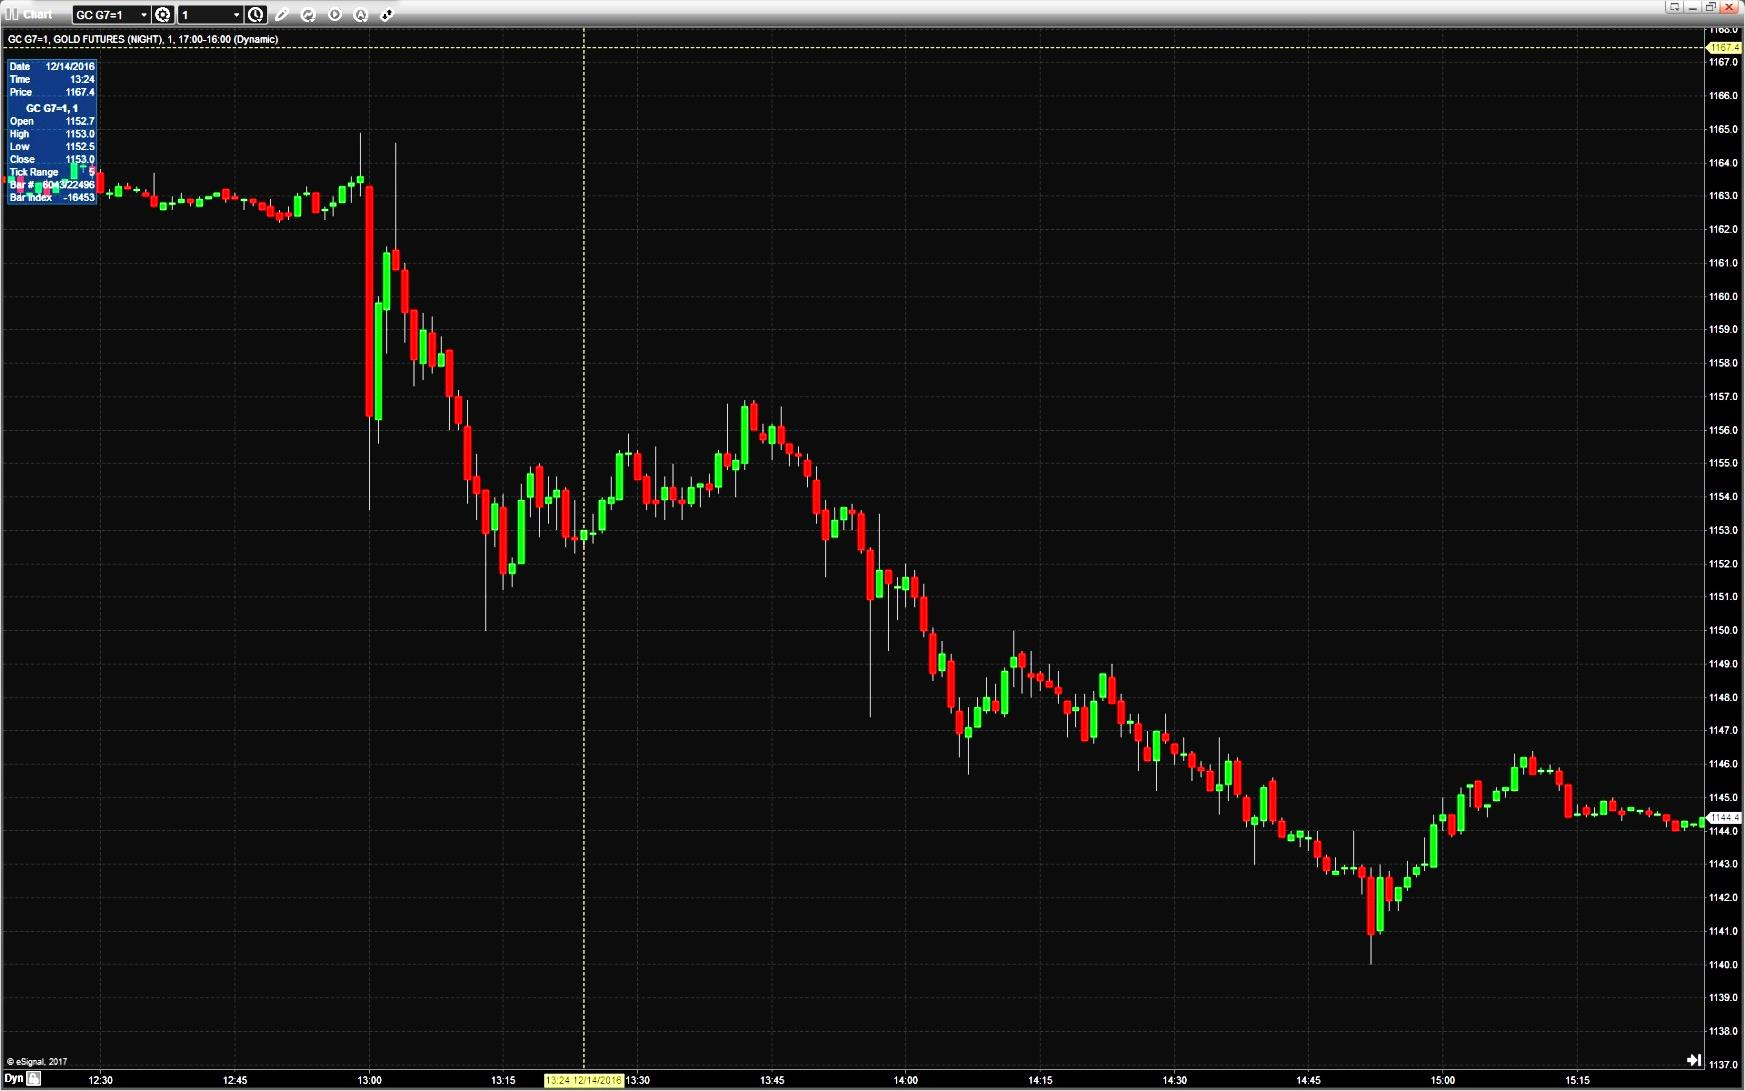 Chart GC G7=1 1
GC G7=1, GOLD FUTURES (NIGHT), 1, 17:00-16:00 (Dynamic)
Date 12/14/2016
Time 13:24
Price 1167.4
GC G7=1, 1
Open 1152.7
High 1153.0
Low 1152.5
Close 1153.0
Tick Range 5
Bar # 6043/22496
Bar Index -16453
1168.0
1167.4
1167.0
1166.0
1165.0
1164.0
1163.0
1162.0
1161.0
1160.0
1159.0
1158.0
1157.0
1156.0
1155.0
1154.0
1153.0
1152.0
1151.0
1150.0
1149.0
1148.0
1147.0
1146.0
1145.0
1144.4
1144.0
1143.0
1142.0
1141.0
1140.0
1139.0
1138.0
1137.0
© eSignal, 2017
Dyn 12:30 12:45 13:00 13:15 13:24 12/14/2016 13:30 13:45 14:00 14:15 14:30 14:45 15:00 15:15